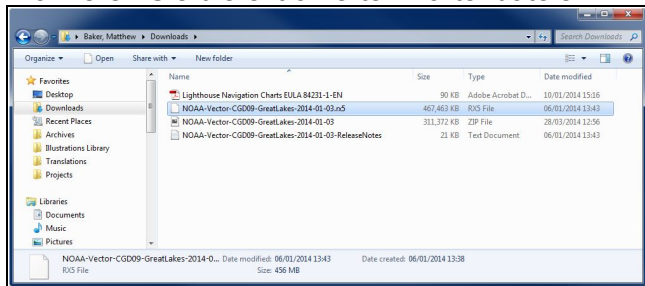 Baker, Matthew ▸ Downloads ▸
Search Downloads
Organize ▾ Open Share with ▾ New folder
Name Size Type Date modified
Favorites
Desktop
Downloads
Recent Places
Archives
Illustrations Library
Translations
Projects
Libraries
Documents
Music
Pictures
Lighthouse Navigation Charts EULA 84231-1-EN 90 KB Adobe Acrobat D... 10/01/2014 15:16
NOAA-Vector-CGD09-GreatLakes-2014-01-03.rx5 467,463 KB RX5 File 06/01/2014 13:43
NOAA-Vector-CGD09-GreatLakes-2014-01-03 311,372 KB ZIP File 28/03/2014 12:56
NOAA-Vector-CGD09-GreatLakes-2014-01-03-ReleaseNotes 21 KB Text Document 06/01/2014 13:43
NOAA-Vector-CGD09-GreatLakes-2014-0... Date modified: 06/01/2014 13:43 Date created: 06/01/2014 13:38
RX5 File Size: 456 MB